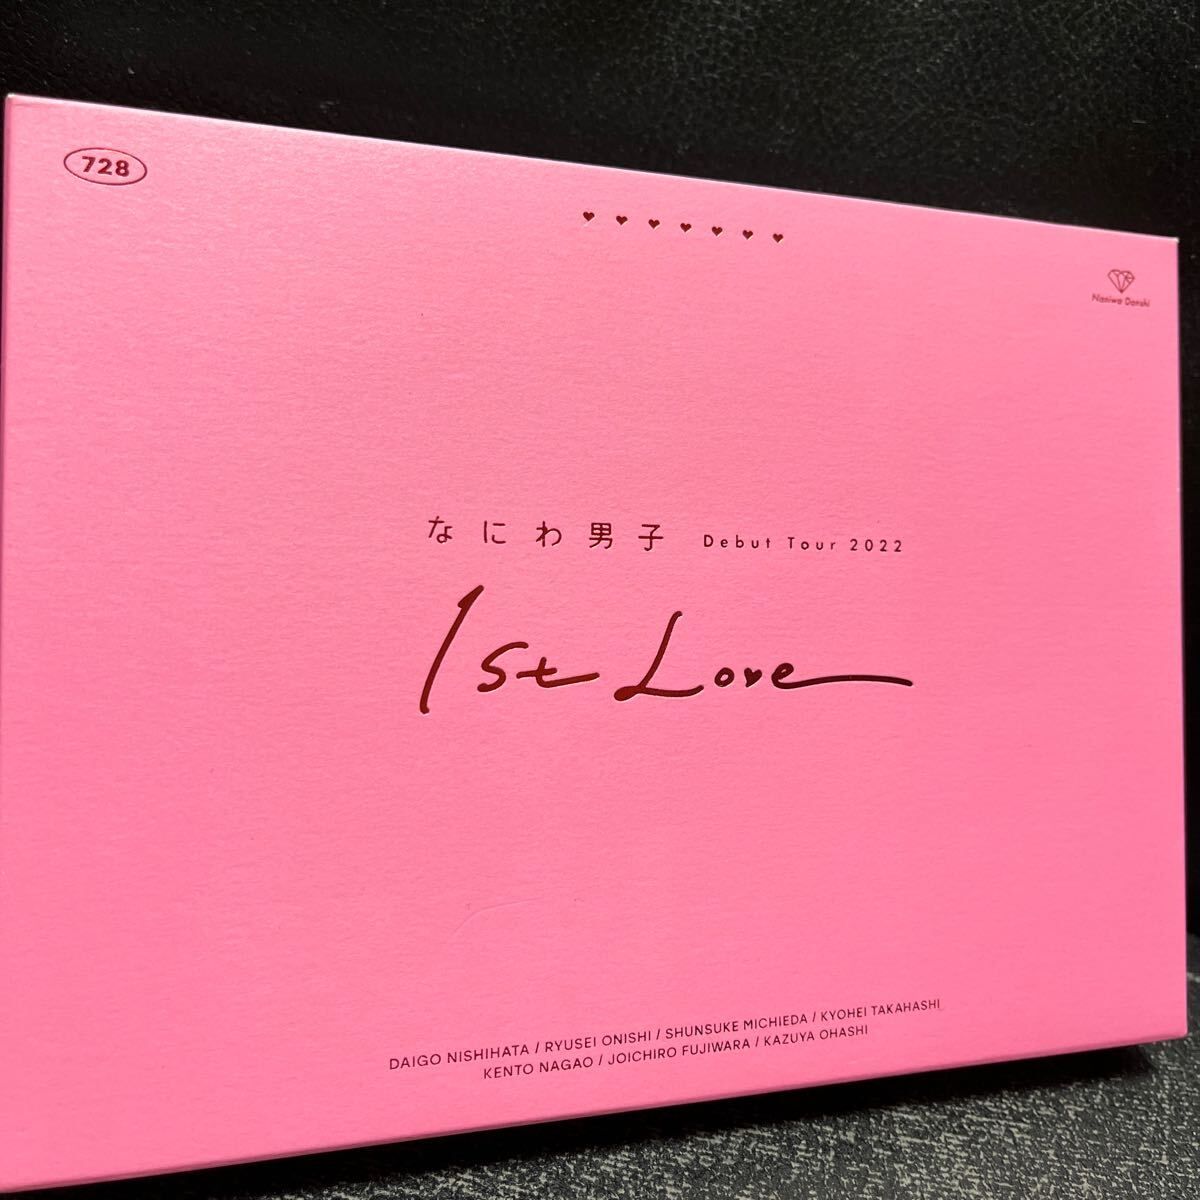 728
Naniwa Danshi
なにわ男子 Debut Tour 2022
1st Love
DAIGO NISHIHATA / RYUSEI ONISHI / SHUNSUKE MICHIEDA / KYOHEI TAKAHASHI
KENTO NAGAO / JOICHIRO FUJIWARA / KAZUYA OHASHI